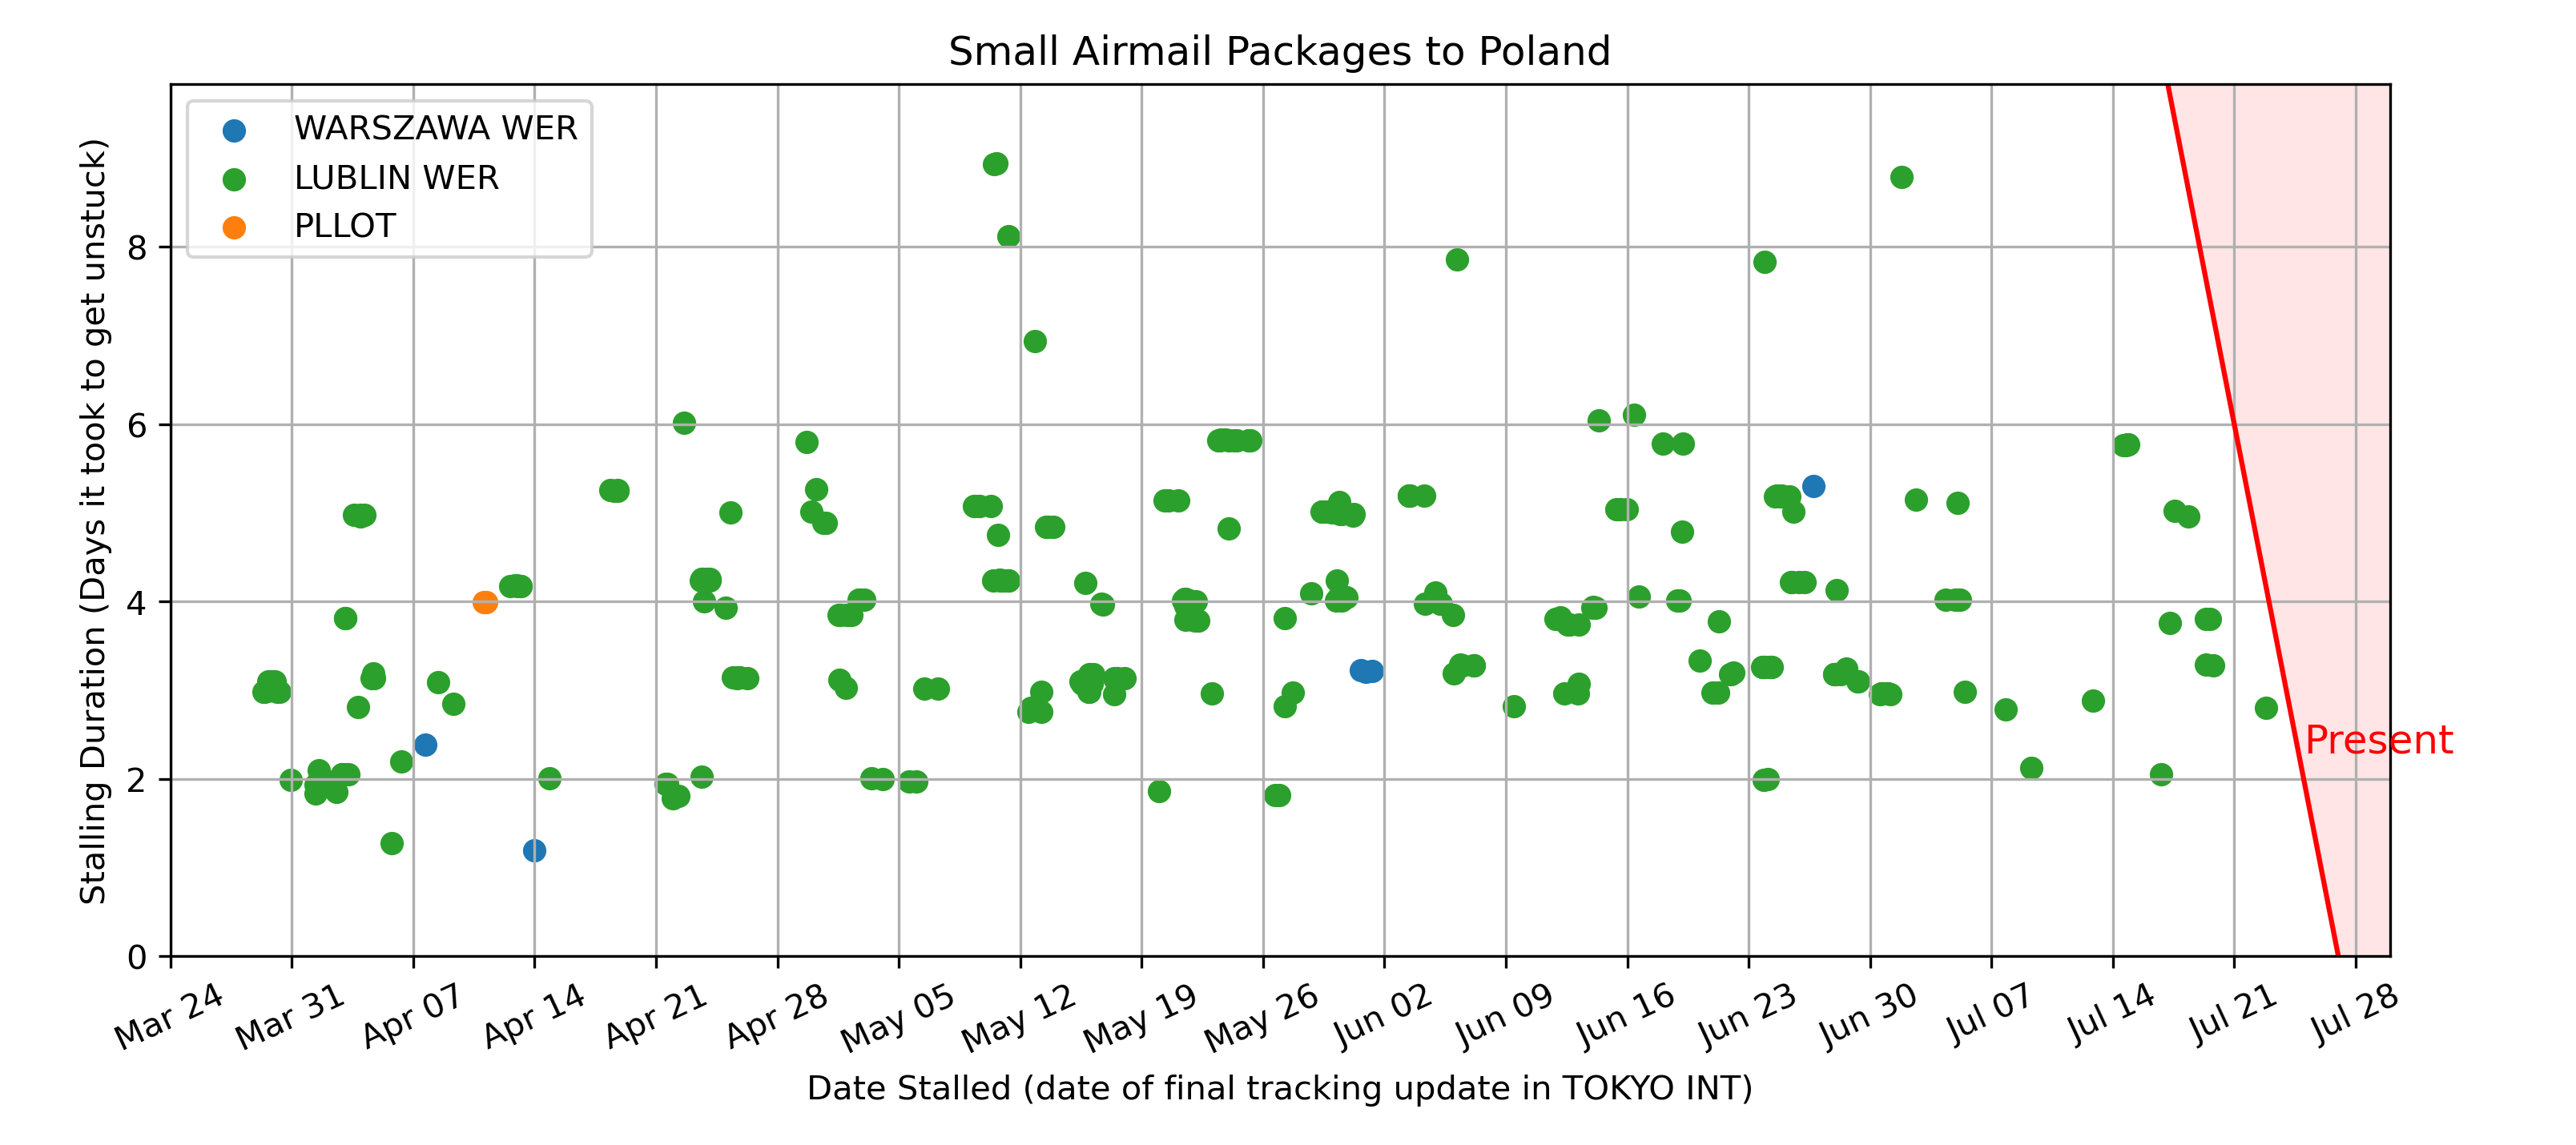 Small Airmail Packages to Poland
WARSZAWA WER
LUBLIN WER
PLLOT
Stalling Duration (Days it took to get unstuck)
8
6
4
2
0
Present
Mar 24
Mar 31
Apr 07
Apr 14
Apr 21
Apr 28
May 05
May 12
May 19
May 26
Jun 02
Jun 09
Jun 16
Jun 23
Jun 30
Jul 07
Jul 14
Jul 21
Jul 28
Date Stalled (date of final tracking update in TOKYO INT)